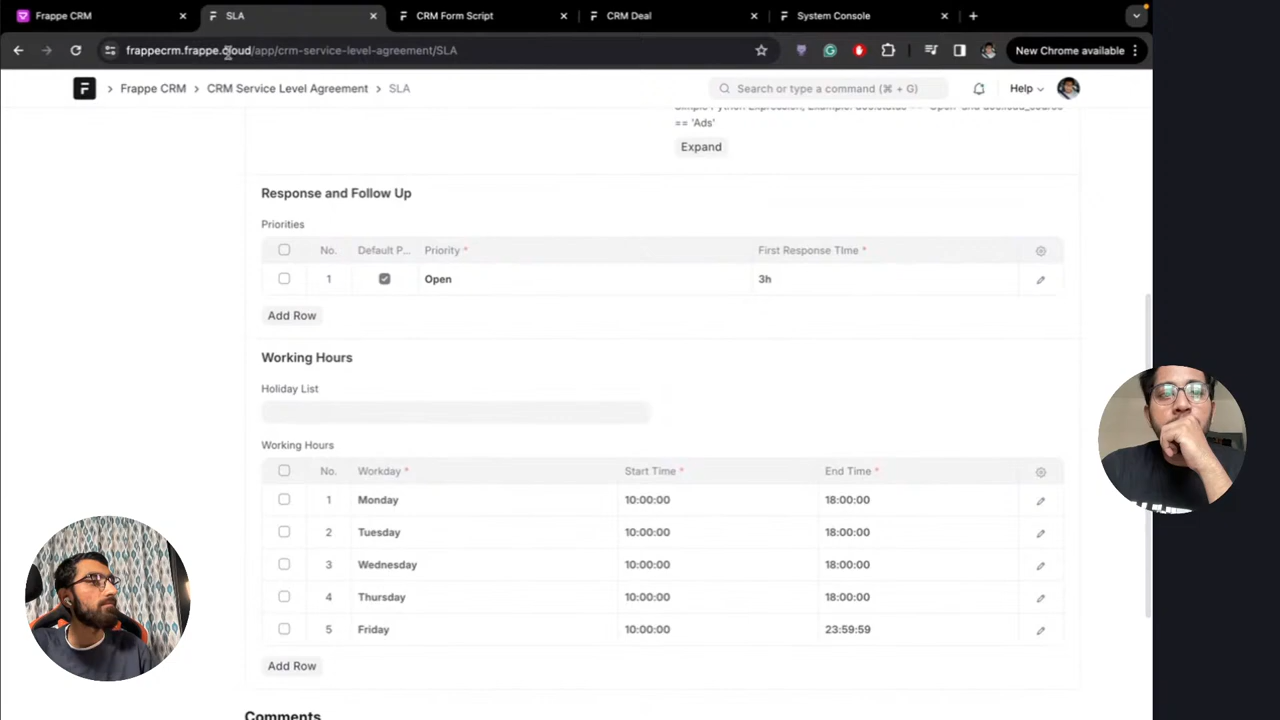 Frappe CRM
SLA
CRM Form Script
CRM Deal
System Console
frappecrm.frappe.cloud/app/crm-service-level-agreement/SLA
New Chrome available
Frappe CRM
CRM Service Level Agreement
SLA
Search or type a command (⌘ + G)
Help
== 'Ads'
Expand
Response and Follow Up
Priorities
No. Default P... Priority * First Response TIme *
1 Open 3h
Add Row
Working Hours
Holiday List
Working Hours
No. Workday * Start Time * End Time *
1 Monday 10:00:00 18:00:00
2 Tuesday 10:00:00 18:00:00
3 Wednesday 10:00:00 18:00:00
4 Thursday 10:00:00 18:00:00
5 Friday 10:00:00 23:59:59
Add Row
Comments